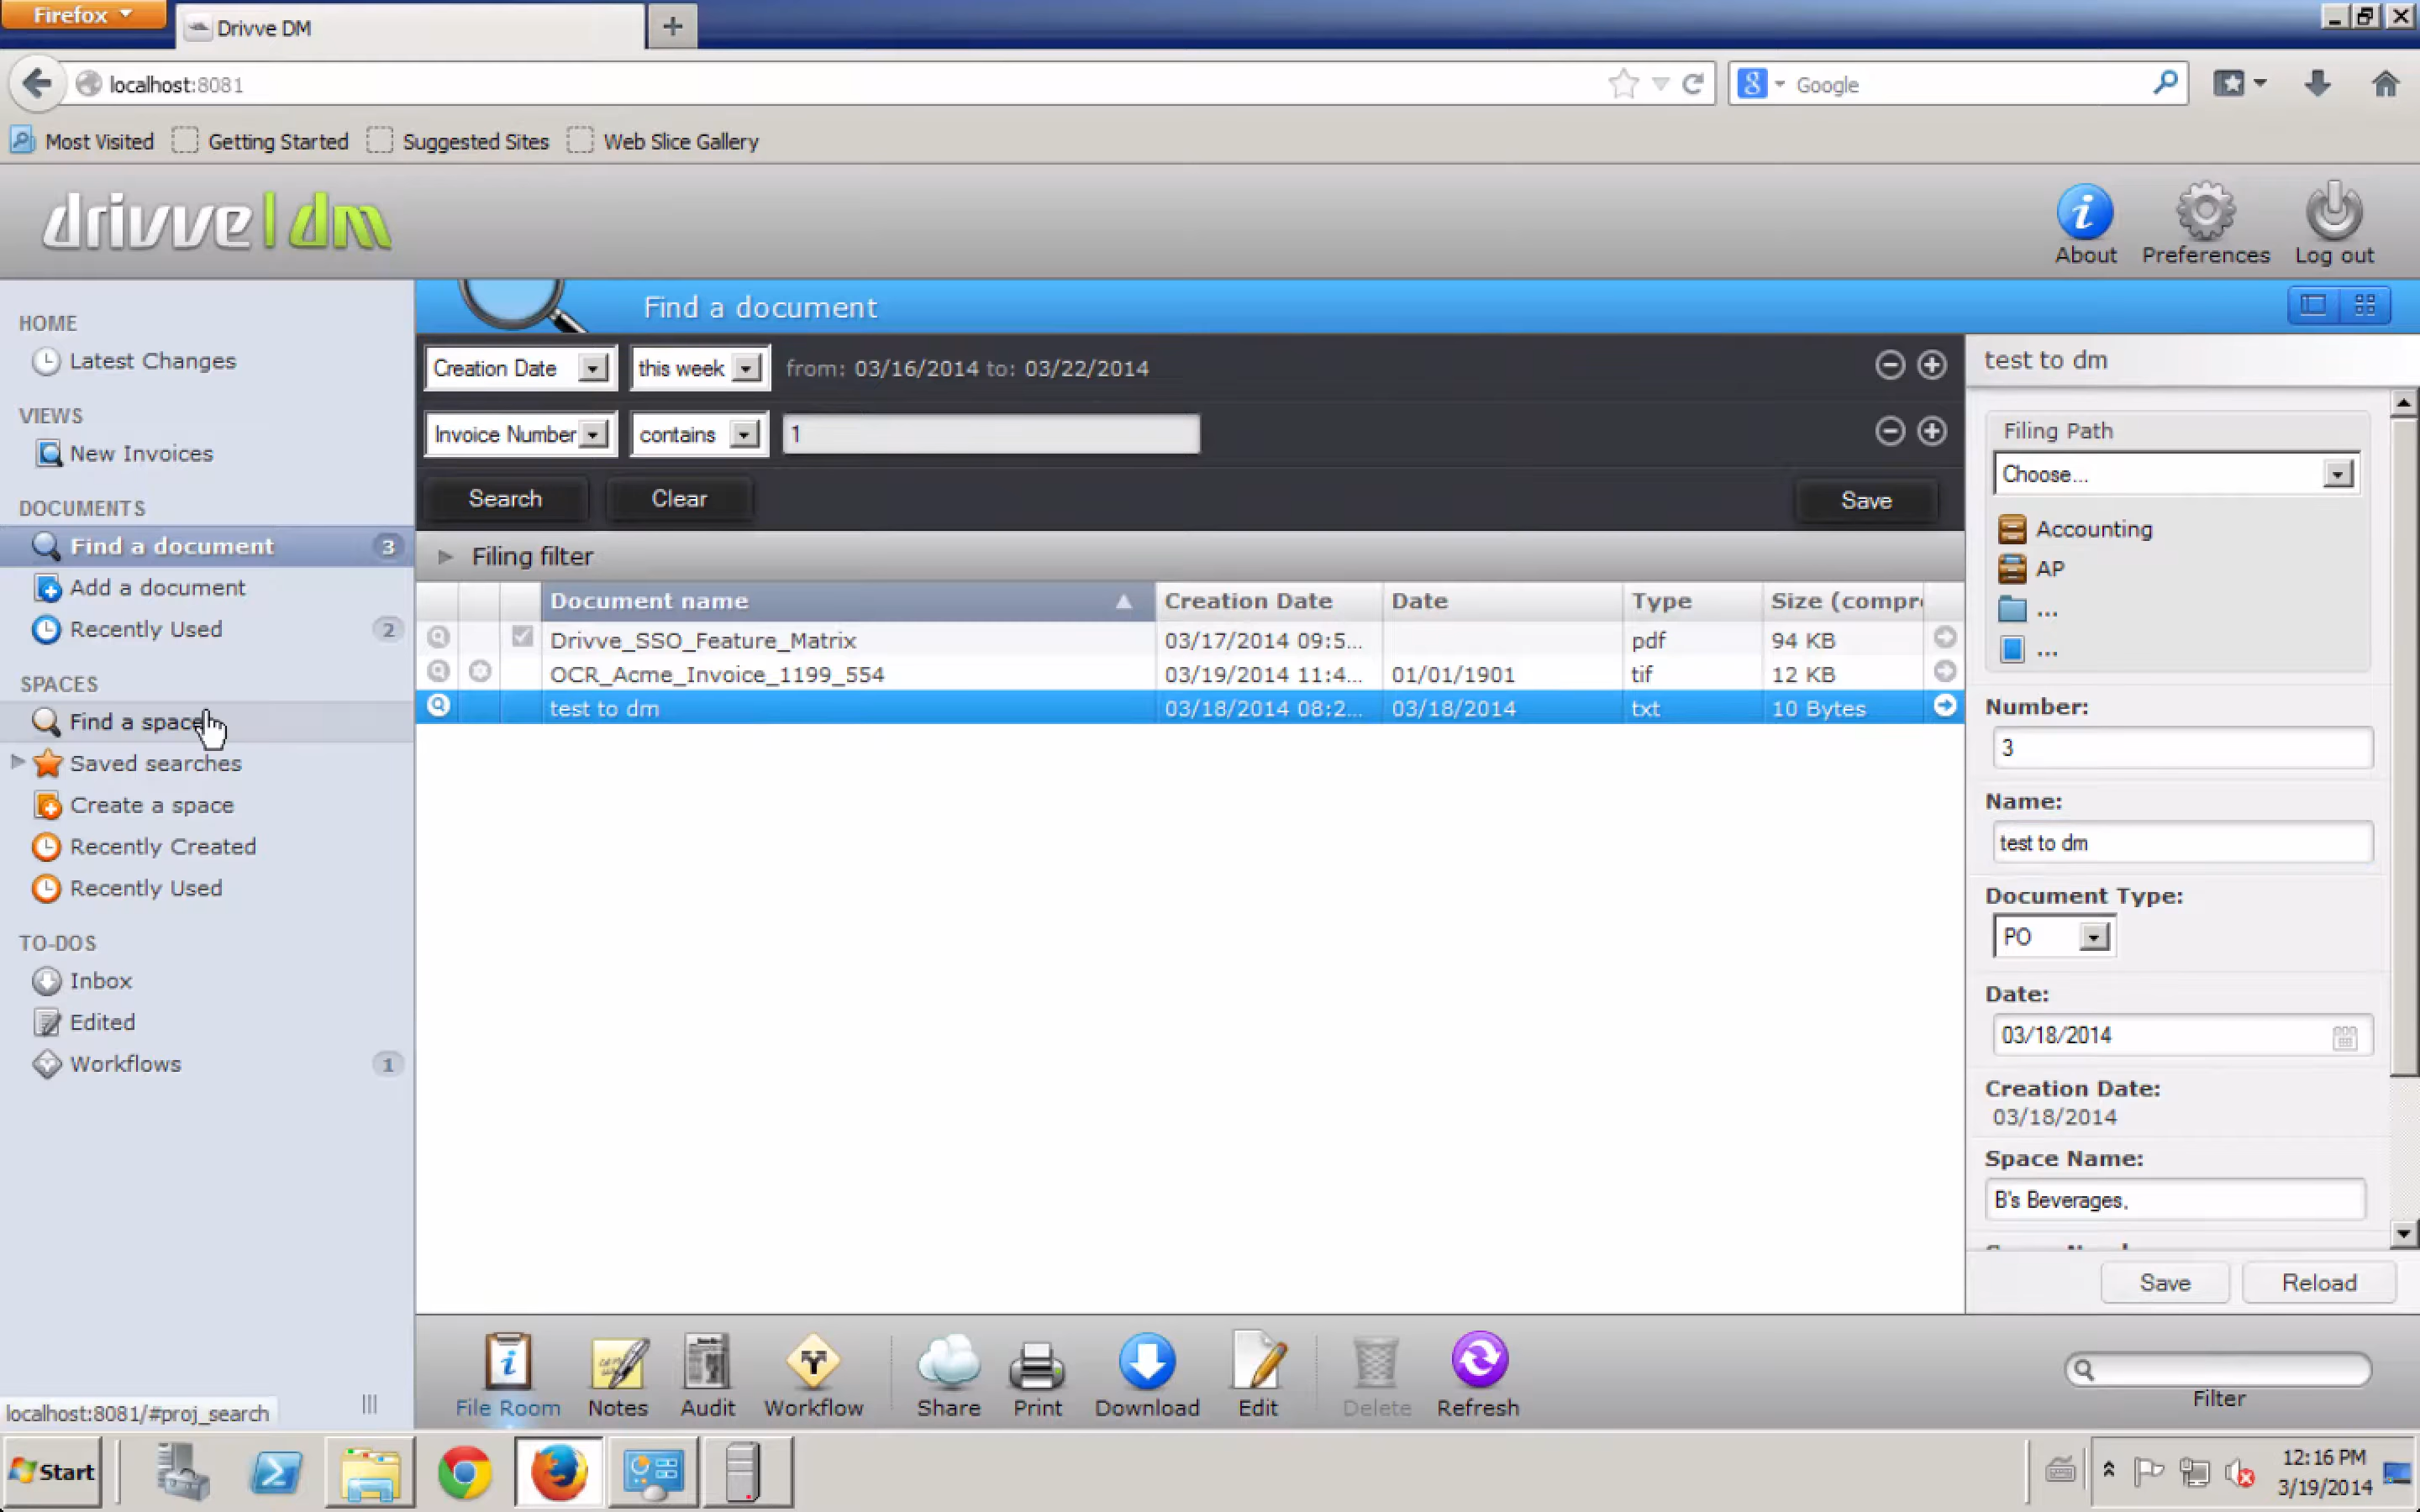 Firefox
Drivve DM
localhost:8081
Google
Most Visited
Getting Started
Suggested Sites
Web Slice Gallery
drivve|dm
About
Preferences
Log out
HOME
Latest Changes
VIEWS
New Invoices
DOCUMENTS
Find a document 3
Add a document
Recently Used 2
SPACES
Find a space
Saved searches
Create a space
Recently Created
Recently Used
TO-DOS
Inbox
Edited
Workflows 1
localhost:8081/#proj_search
Find a document
Creation Date this week from: 03/16/2014 to: 03/22/2014
Invoice Number contains 1
Search Clear Save
Filing filter
Document name Creation Date Date Type Size (compr
Drivve_SSO_Feature_Matrix 03/17/2014 09:5... pdf 94 KB
OCR_Acme_Invoice_1199_554 03/19/2014 11:4... 01/01/1901 tif 12 KB
test to dm 03/18/2014 08:2... 03/18/2014 txt 10 Bytes
test to dm
Filing Path
Choose...
Accounting
AP
...
...
Number:
3
Name:
test to dm
Document Type:
PO
Date:
03/18/2014
Creation Date:
03/18/2014
Space Name:
B's Beverages,
Save Reload
File Room Notes Audit Workflow Share Print Download Edit Delete Refresh
Filter
Start
12:16 PM
3/19/2014